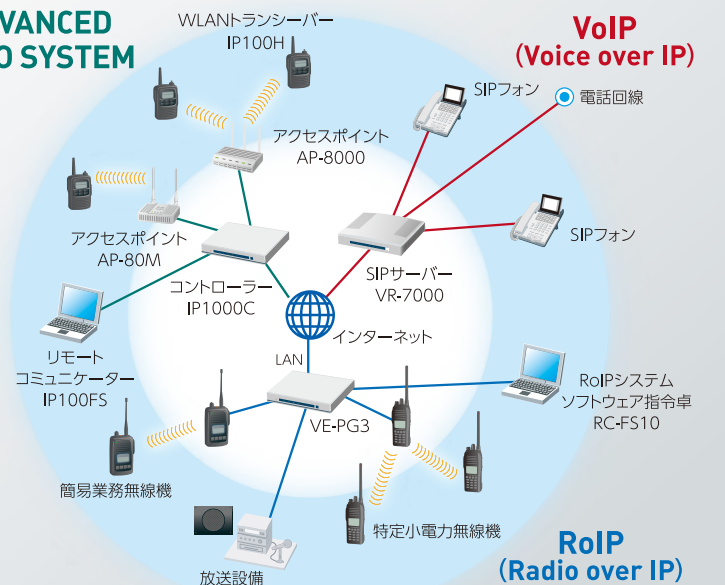 VANCED
O SYSTEM
WLANトランシーバー
IP100H
VoIP
(Voice over IP)
SIPフォン
電話回線
アクセスポイント
AP-8000
アクセスポイント
AP-80M
SIPフォン
コントローラー
IP1000C
SIPサーバー
VR-7000
インターネット
リモート
コミュニケーター
IP100FS
LAN
VE-PG3
RoIPシステム
ソフトウェア指令卓
RC-FS10
簡易業務無線機
特定小電力無線機
放送設備
RoIP
(Radio over IP)